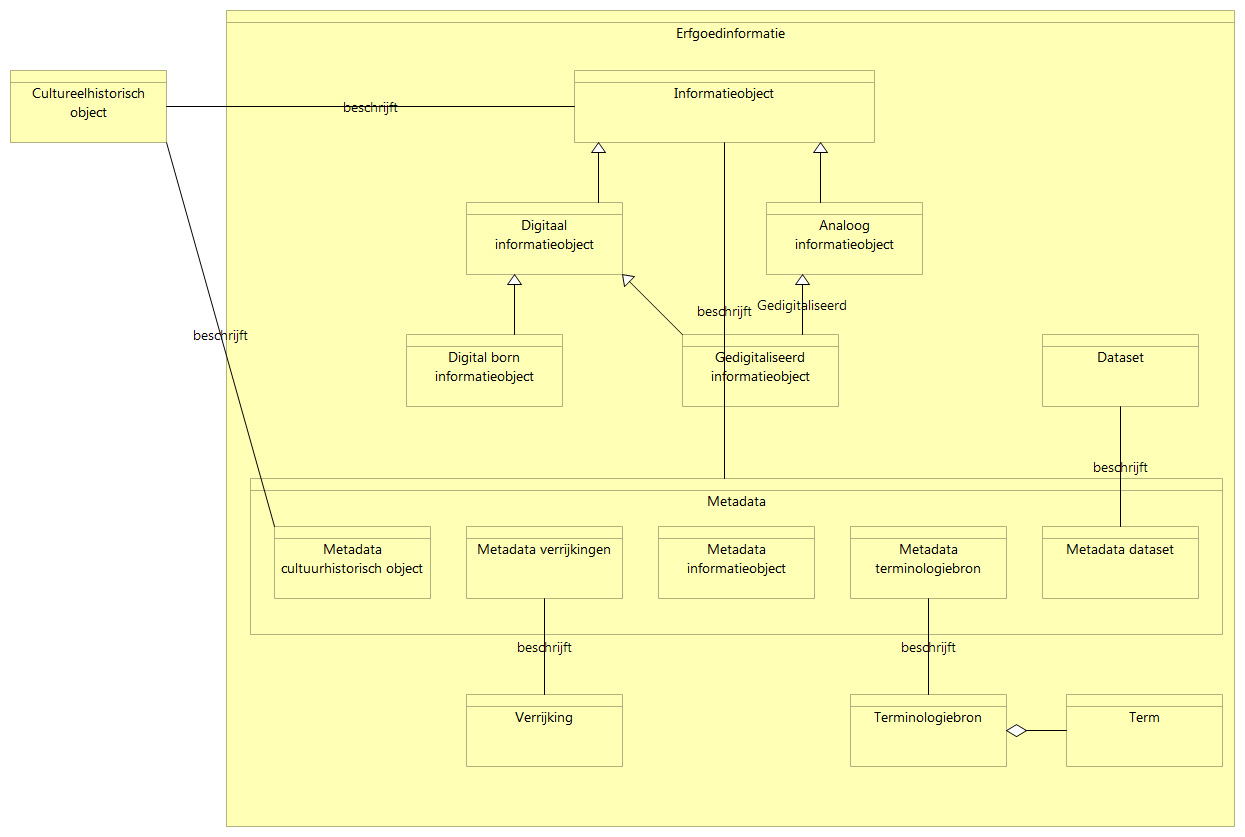 Erfgoedinformatie
Cultureelhistorisch
object
beschrijft
Informatieobject
Digitaal
informatieobject
Analoog
informatieobject
beschrijft
Gedigitaliseerd
beschrijft
Digital born
informatieobject
Gedigitaliseerd
informatieobject
Dataset
beschrijft
Metadata
Metadata
cultuurhistorisch object
Metadata verrijkingen
Metadata
informatieobject
Metadata
terminologiebron
Metadata dataset
beschrijft
beschrijft
Verrijking
Terminologiebron
Term